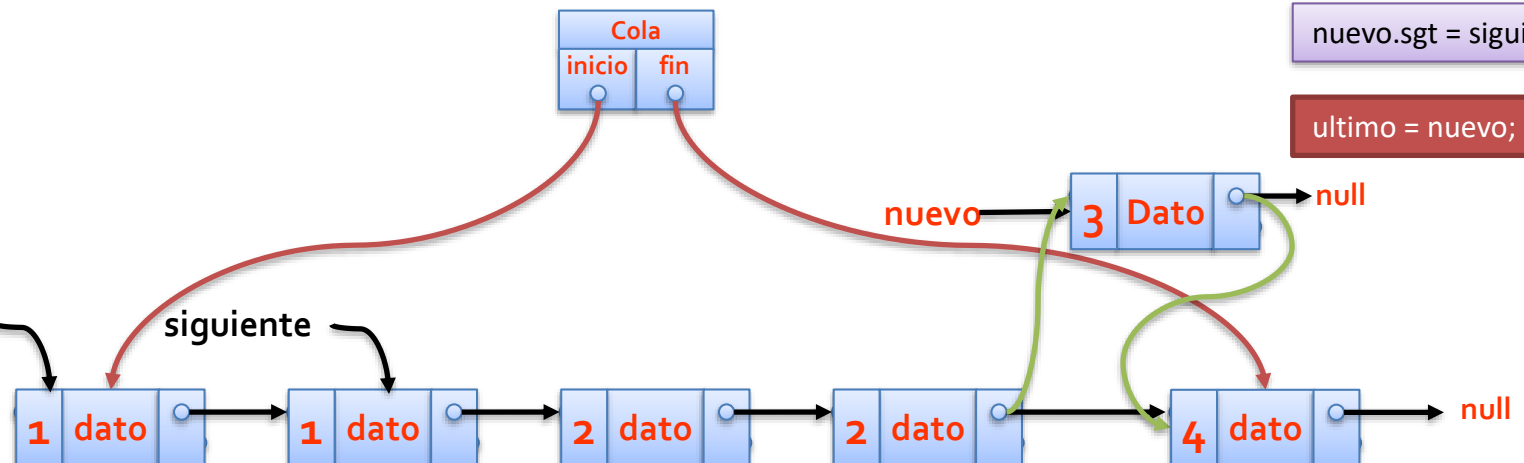 Cola
inicio fin
nuevo.sgt =
ultimo = nuevo;
nuevo 3 Dato null
siguiente
1 dato 1 dato 2 dato 2 dato 4 dato null